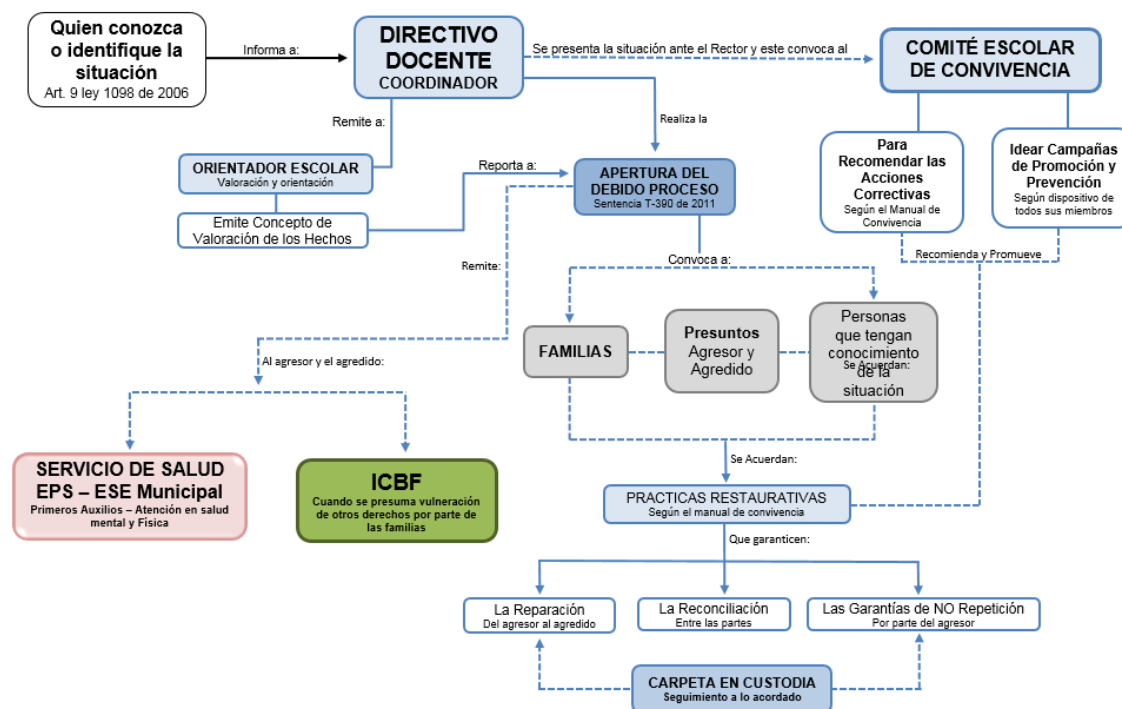 Quien conozca
o identifique la
situación
Art. 9 ley 1098 de 2006
Informa a:
DIRECTIVO
DOCENTE
COORDINADOR
Se presenta la situación ante el Rector y este convoca al
COMITÉ ESCOLAR
DE CONVIVENCIA
Remite a:
Realiza la
ORIENTADOR ESCOLAR
Valoración y orientación
Emite Concepto de
Valoración de los Hechos
Reporta a:
APERTURA DEL
DEBIDO PROCESO
Sentencia T-390 de 2011
Para
Recomendar las
Acciones
Correctivas
Según el Manual de
Convivencia
Idear Campañas
de Promoción y
Prevención
Según dispositivo de
todos sus miembros
Remite:
Convoca a:
Recomienda y Promueve
FAMILIAS
Presuntos
Agresor y
Agredido
Personas
que tengan
conocimiento
de la
situación
Se Acuerdan:
Al agresor y el agredido:
SERVICIO DE SALUD
EPS – ESE Municipal
Primeros Auxilios – Atención en salud
mental y Física
ICBF
Cuando se presuma vulneración
de otros derechos por parte de
las familias
Se Acuerdan:
PRACTICAS RESTAURATIVAS
Según el manual de convivencia
Que garanticen:
La Reparación
Del agresor al agredido
La Reconciliación
Entre las partes
Las Garantías de NO Repetición
Por parte del agresor
CARPETA EN CUSTODIA
Seguimiento a lo acordado